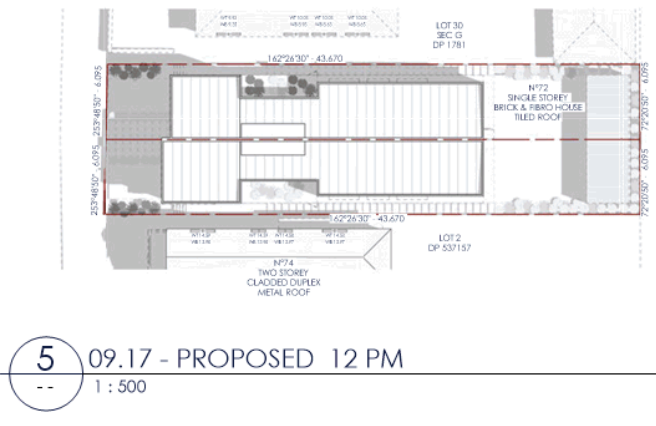 LOT 30
SEC G
DP 1781
162°26'30" - 43.670
6.095
253°48'50"
6.095
253°48'50"
N°72
SINGLE STOREY
BRICK & FIBRO HOUSE
TILED ROOF
6.095
72°20'50"
6.095
72°20'50"
162°26'30" - 43.670
LOT 2
DP 537157
N°74
TWO STOREY
CLADDED DUPLEX
METAL ROOF
5
09.17 - PROPOSED 12 PM
--
1 : 500